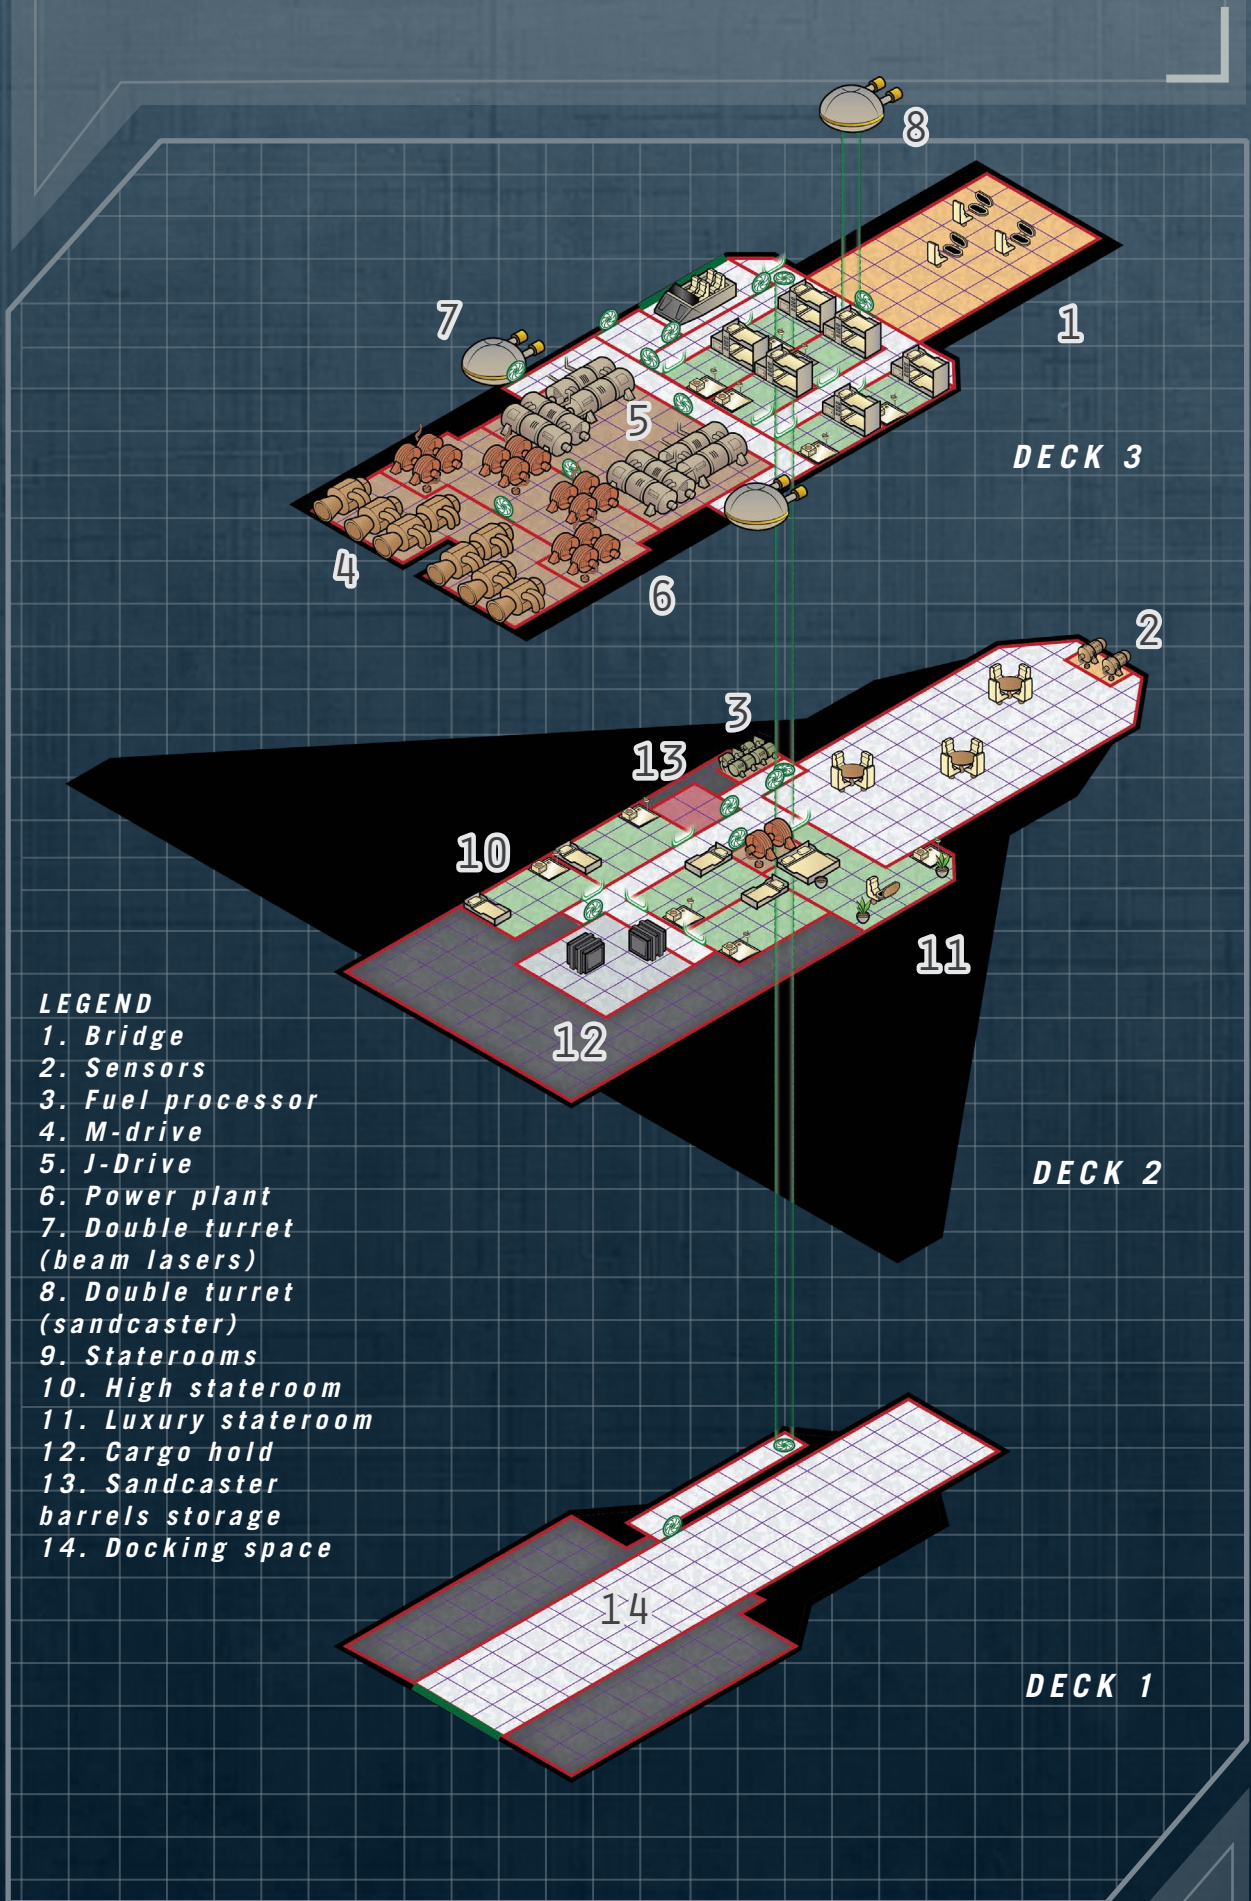 8
7
1
5
DECK 3
4
6
2
3
13
10
11
12
LEGEND
1. Bridge
2. Sensors
3. Fuel processor
4. M-drive
5. J-Drive
6. Power plant
7. Double turret
(beam lasers)
8. Double turret
(sandcaster)
9. Staterooms
10. High stateroom
11. Luxury stateroom
12. Cargo hold
13. Sandcaster
barrels storage
14. Docking space
DECK 2
14
DECK 1